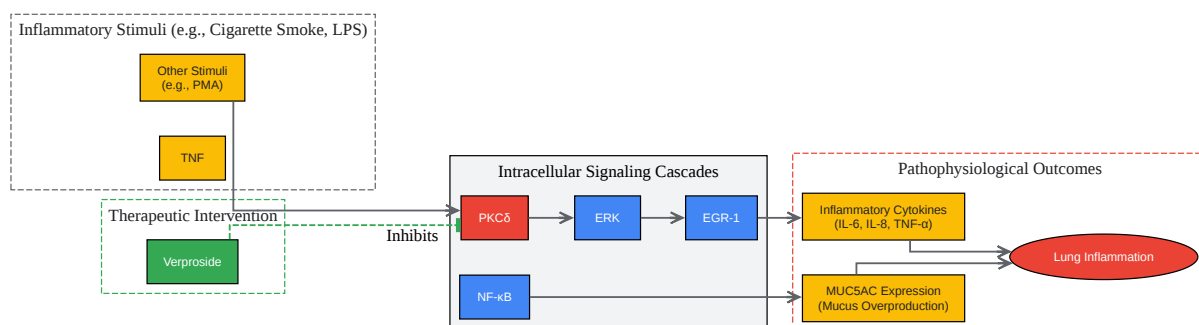 Inflammatory Stimuli (e.g., Cigarette Smoke, LPS)
Other Stimuli
(e.g., PMA)
TNF
Therapeutic Intervention
Verproside
Inhibits
Intracellular Signaling Cascades
PKCδ
ERK
EGR-1
NF-κB
Pathophysiological Outcomes
Inflammatory Cytokines
(IL-6, IL-8, TNF-α)
MUC5AC Expression
(Mucus Overproduction)
Lung Inflammation